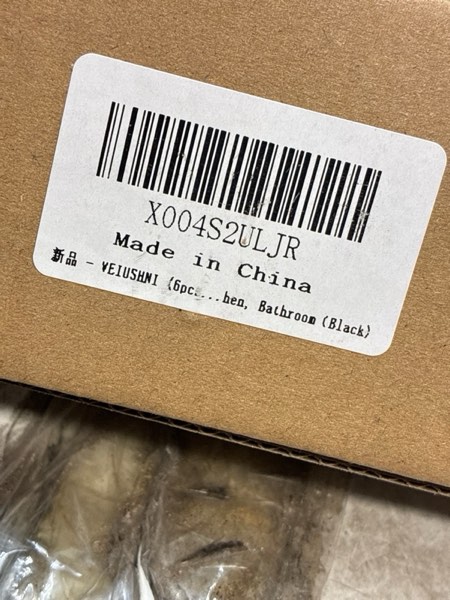 X004S2ULJR
Made in China
新品 - VEIUSHNI (6pcs...hen, Bathroom (Black)